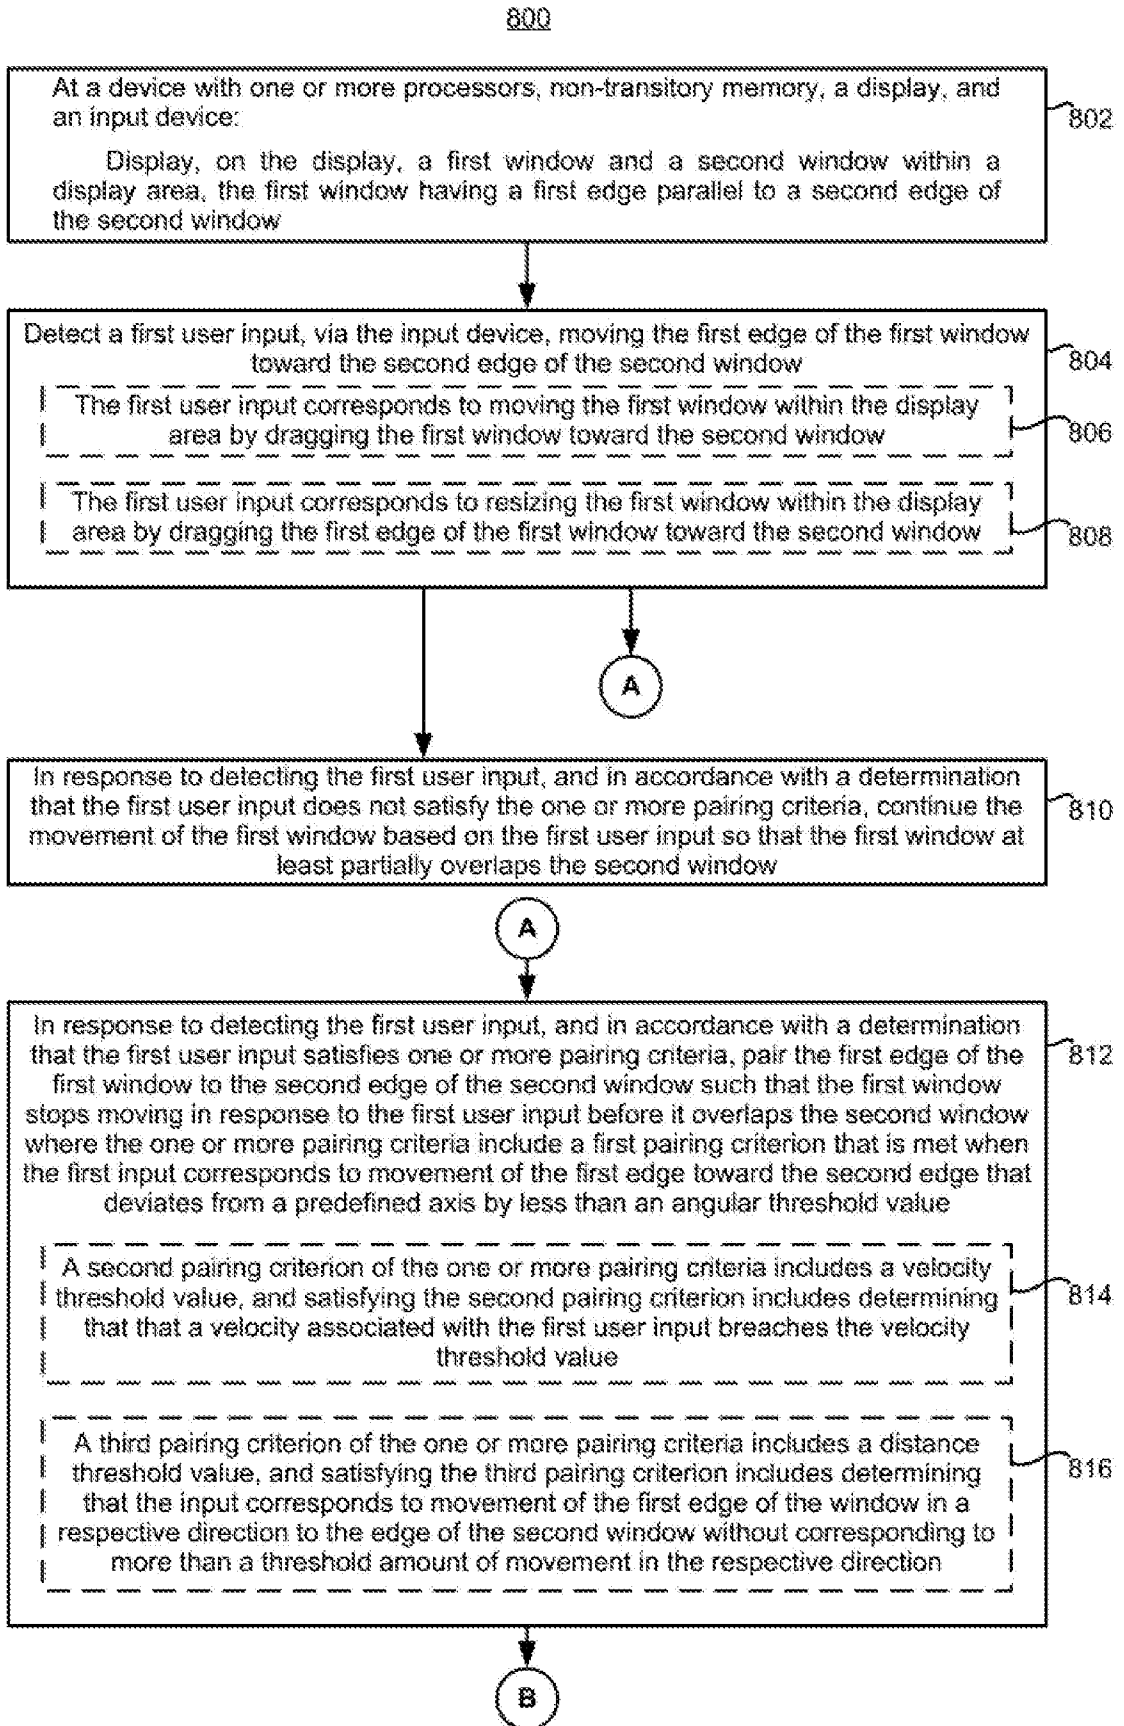 800
At a device with one or more processors, non-transitory memory, a display, and
an input device:
Display, on the display, a first window and a second window within a
display area, the first window having a first edge parallel to a second edge of
the second window
802
Detect a first user input, via the input device, moving the first edge of the first window
toward the second edge of the second window
804
The first user input corresponds to moving the first window within the display
area by dragging the first window toward the second window
806
The first user input corresponds to resizing the first window within the display
area by dragging the first edge of the first window toward the second window
808
A
In response to detecting the first user input, and in accordance with a determination
that the first user input does not satisfy the one or more pairing criteria, continue the
movement of the first window based on the first user input so that the first window at
least partially overlaps the second window
810
A
In response to detecting the first user input, and in accordance with a determination
that the first user input satisfies one or more pairing criteria, pair the first edge of the
first window to the second edge of the second window such that the first window
stops moving in response to the first user input before it overlaps the second window
where the one or more pairing criteria include a first pairing criterion that is met when
the first input corresponds to movement of the first edge toward the second edge that
deviates from a predefined axis by less than an angular threshold value
812
A second pairing criterion of the one or more pairing criteria includes a velocity
threshold value, and satisfying the second pairing criterion includes determining
that that a velocity associated with the first user input breaches the velocity
threshold value
814
A third pairing criterion of the one or more pairing criteria includes a distance
threshold value, and satisfying the third pairing criterion includes determining
that the input corresponds to movement of the first edge of the window in a
respective direction to the edge of the second window without corresponding to
more than a threshold amount of movement in the respective direction
816
B